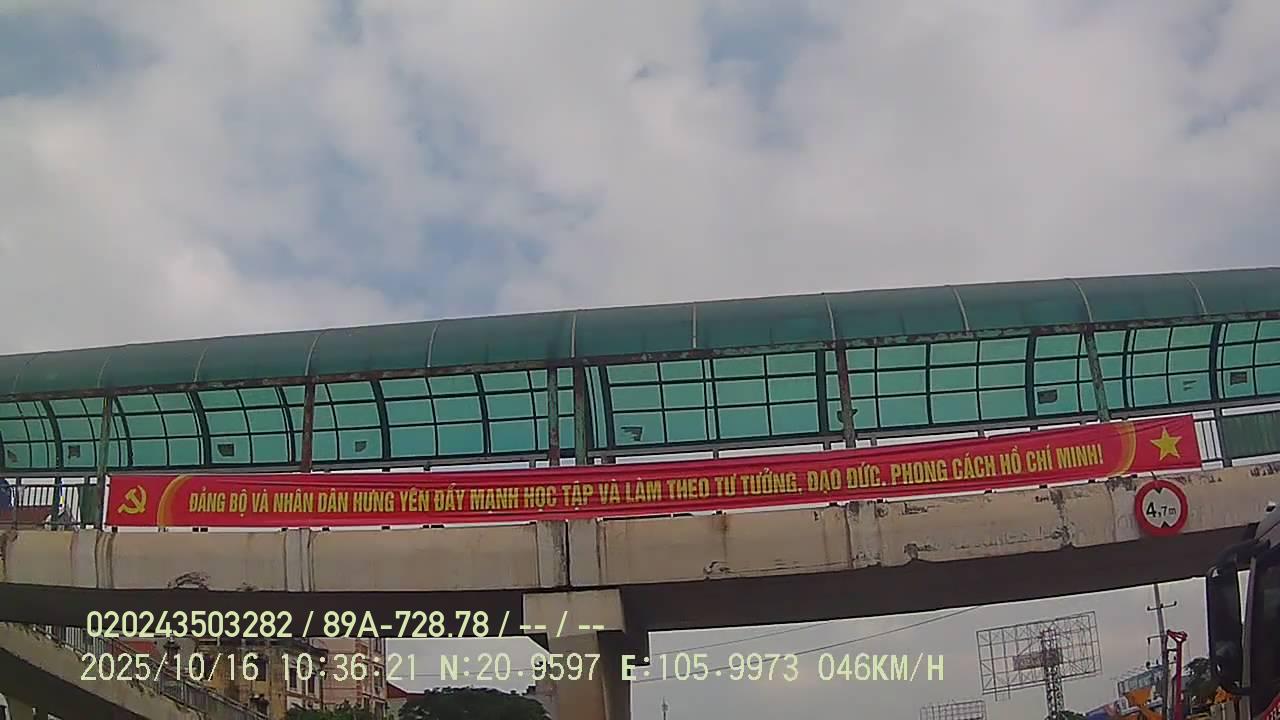 ĐẢNG BỘ VÀ NHÂN DÂN HƯNG YÊN ĐẨY MẠNH HỌC TẬP VÀ LÀM THEO TƯ TƯỞNG, ĐẠO ĐỨC, PHONG CÁCH HỒ CHÍ MINH!
4,7m
020243503282 / 89A-728.78 / -- / --
2025/10/16 10:36:21 N:20.9597 E:105.9973 046KM/H